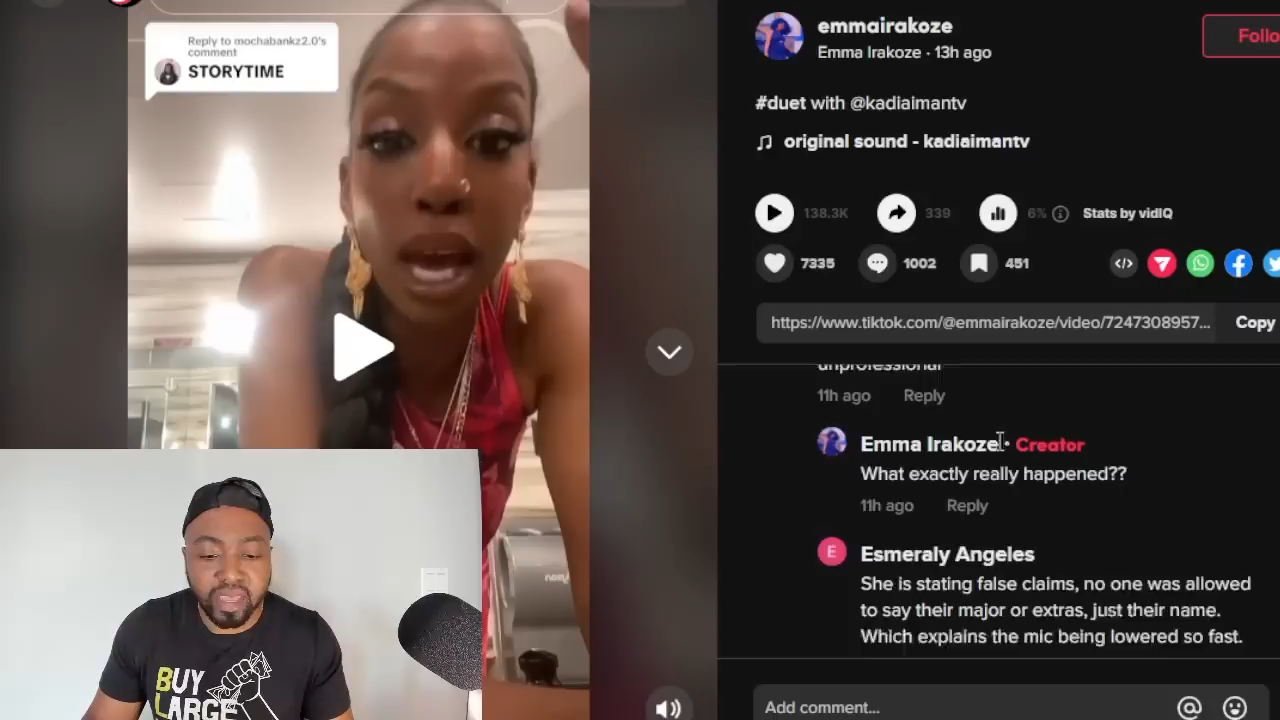 Reply to mochabankz2.0's
comment
STORYTIME
emmairakoze
Emma Irakoze · 13h ago
Follo
#duet with @kadiaimantv
original sound - kadiaimantv
138.3K
339
6%
Stats by vidIQ
7335
1002
451
https://www.tiktok.com/@emmairakoze/video/7247308957...
Copy
unprofessional
11h ago Reply
Emma Irakoze · Creator
What exactly really happened??
11h ago Reply
E
Esmeraly Angeles
She is stating false claims, no one was allowed
to say their major or extras, just their name.
Which explains the mic being lowered so fast.
Add comment...
BUY
LARGE